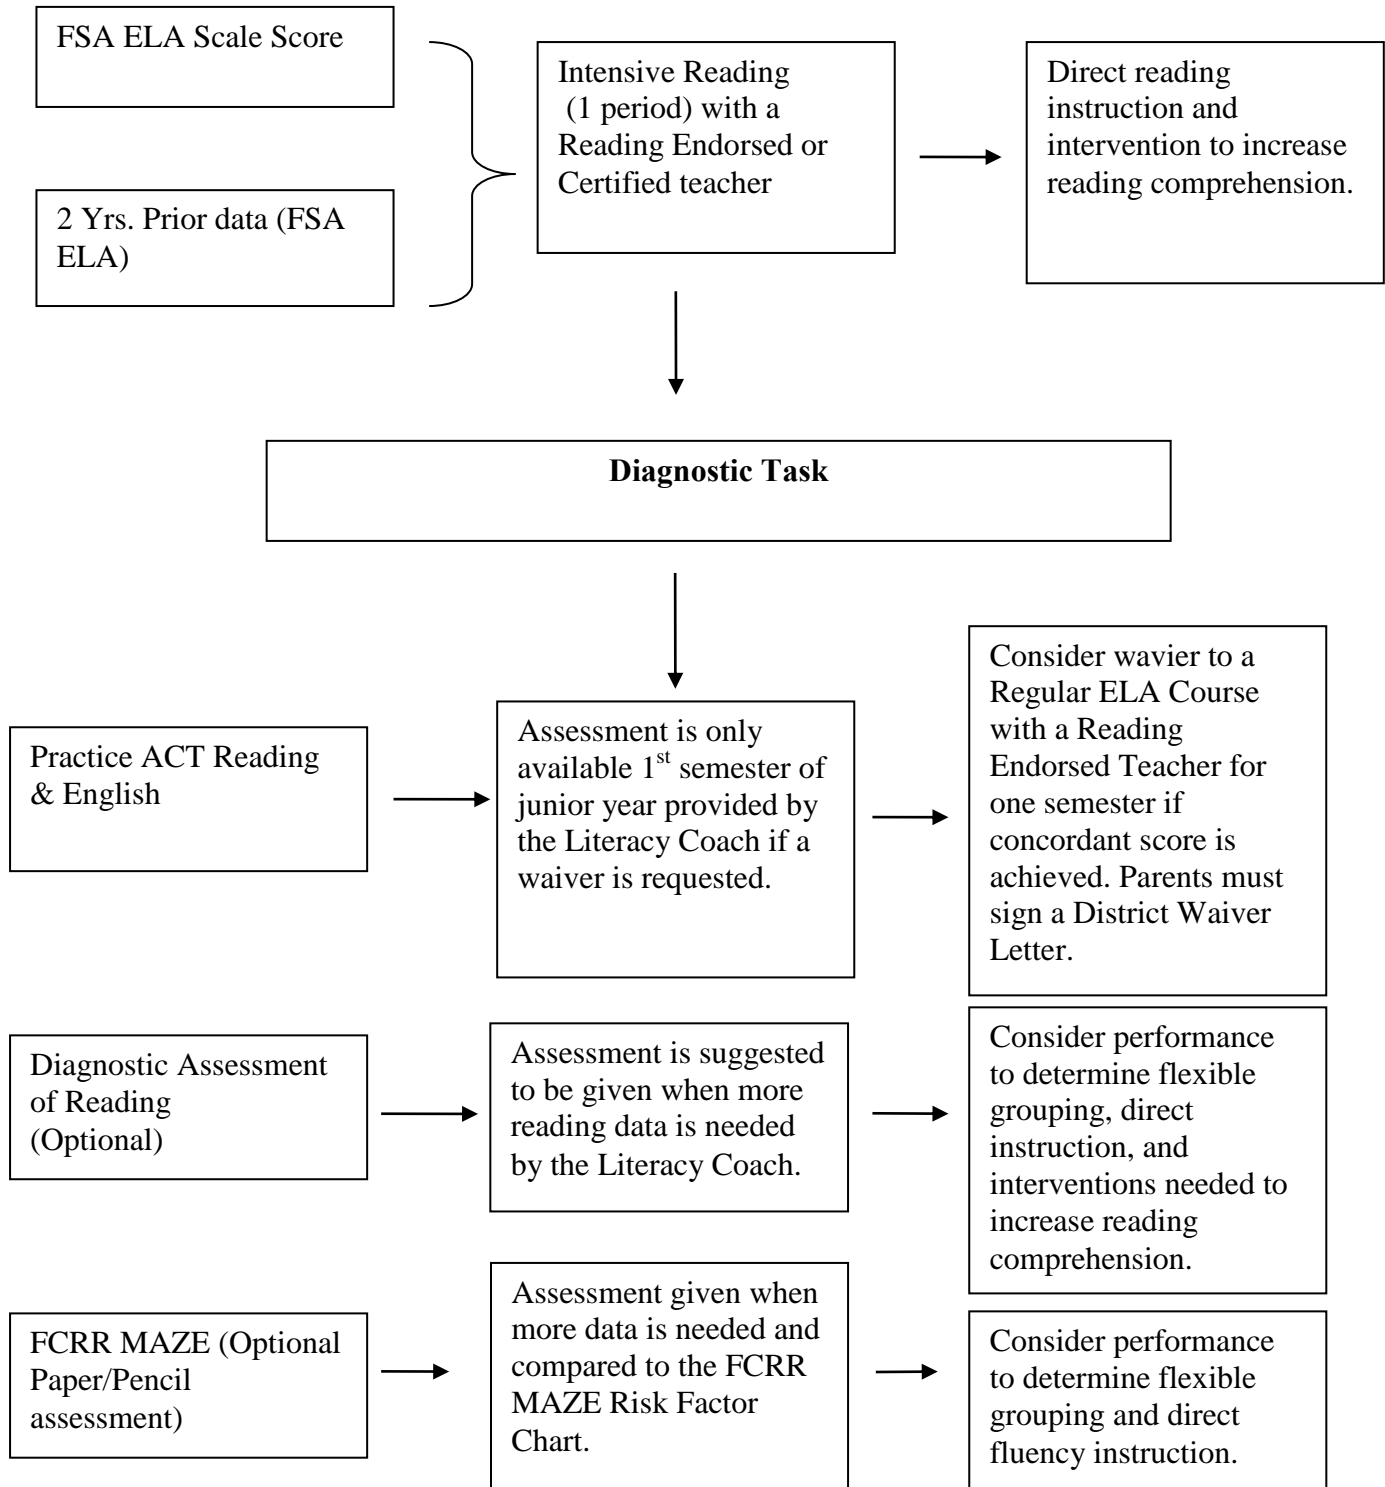 FSA ELA Scale Score
2 Yrs. Prior data (FSA
ELA)
Intensive Reading
(1 period) with a
Reading Endorsed or
Certified teacher
Direct reading
instruction and
intervention to increase
reading comprehension.
Diagnostic Task
Practice ACT Reading
& English
Assessment is only
available 1st semester of
junior year provided by
the Literacy Coach if a
waiver is requested.
Consider wavier to a
Regular ELA Course
with a Reading
Endorsed Teacher for
one semester if
concordant score is
achieved. Parents must
sign a District Waiver
Letter.
Diagnostic Assessment
of Reading
(Optional)
Assessment is suggested
to be given when more
reading data is needed
by the Literacy Coach.
Consider performance
to determine flexible
grouping, direct
instruction, and
interventions needed to
increase reading
comprehension.
FCRR MAZE (Optional
Paper/Pencil
assessment)
Assessment given when
more data is needed and
compared to the FCRR
MAZE Risk Factor
Chart.
Consider performance
to determine flexible
grouping and direct
fluency instruction.